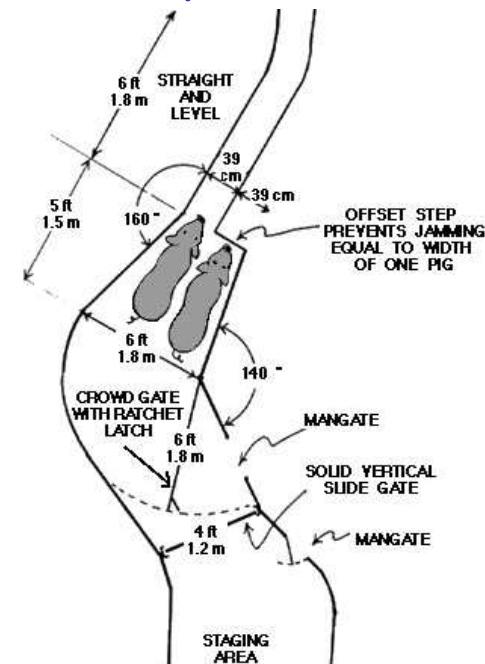 6 ft
1.8 m
STRAIGHT
AND
LEVEL
39
cm
39 cm
5 ft
1.5 m
160 °
OFFSET STEP
PREVENTS JAMMING
EQUAL TO WIDTH
OF ONE PIG
6 ft
1.8 m
140 °
CROWD GATE
WITH RATCHET
LATCH
6 ft
1.8 m
MANGATE
SOLID VERTICAL
SLIDE GATE
4 ft
1.2 m
MANGATE
STAGING
AREA